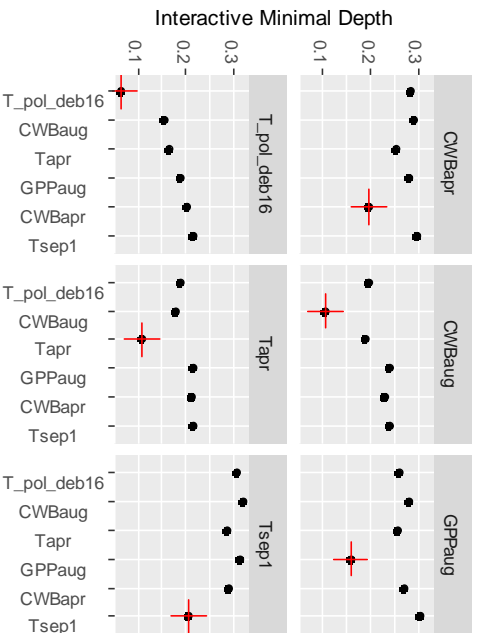 Interactive Minimal Depth
0.1 0.2 0.3 0.1 0.2 0.3
T_pol_deb16
CWBaug
Tapr
GPPaug
CWBapr
Tsep1
T_pol_deb16
CWBapr
T_pol_deb16
CWBaug
Tapr
GPPaug
CWBapr
Tsep1
Tapr
CWBaug
T_pol_deb16
CWBaug
Tapr
GPPaug
CWBapr
Tsep1
Tsep1
GPPaug